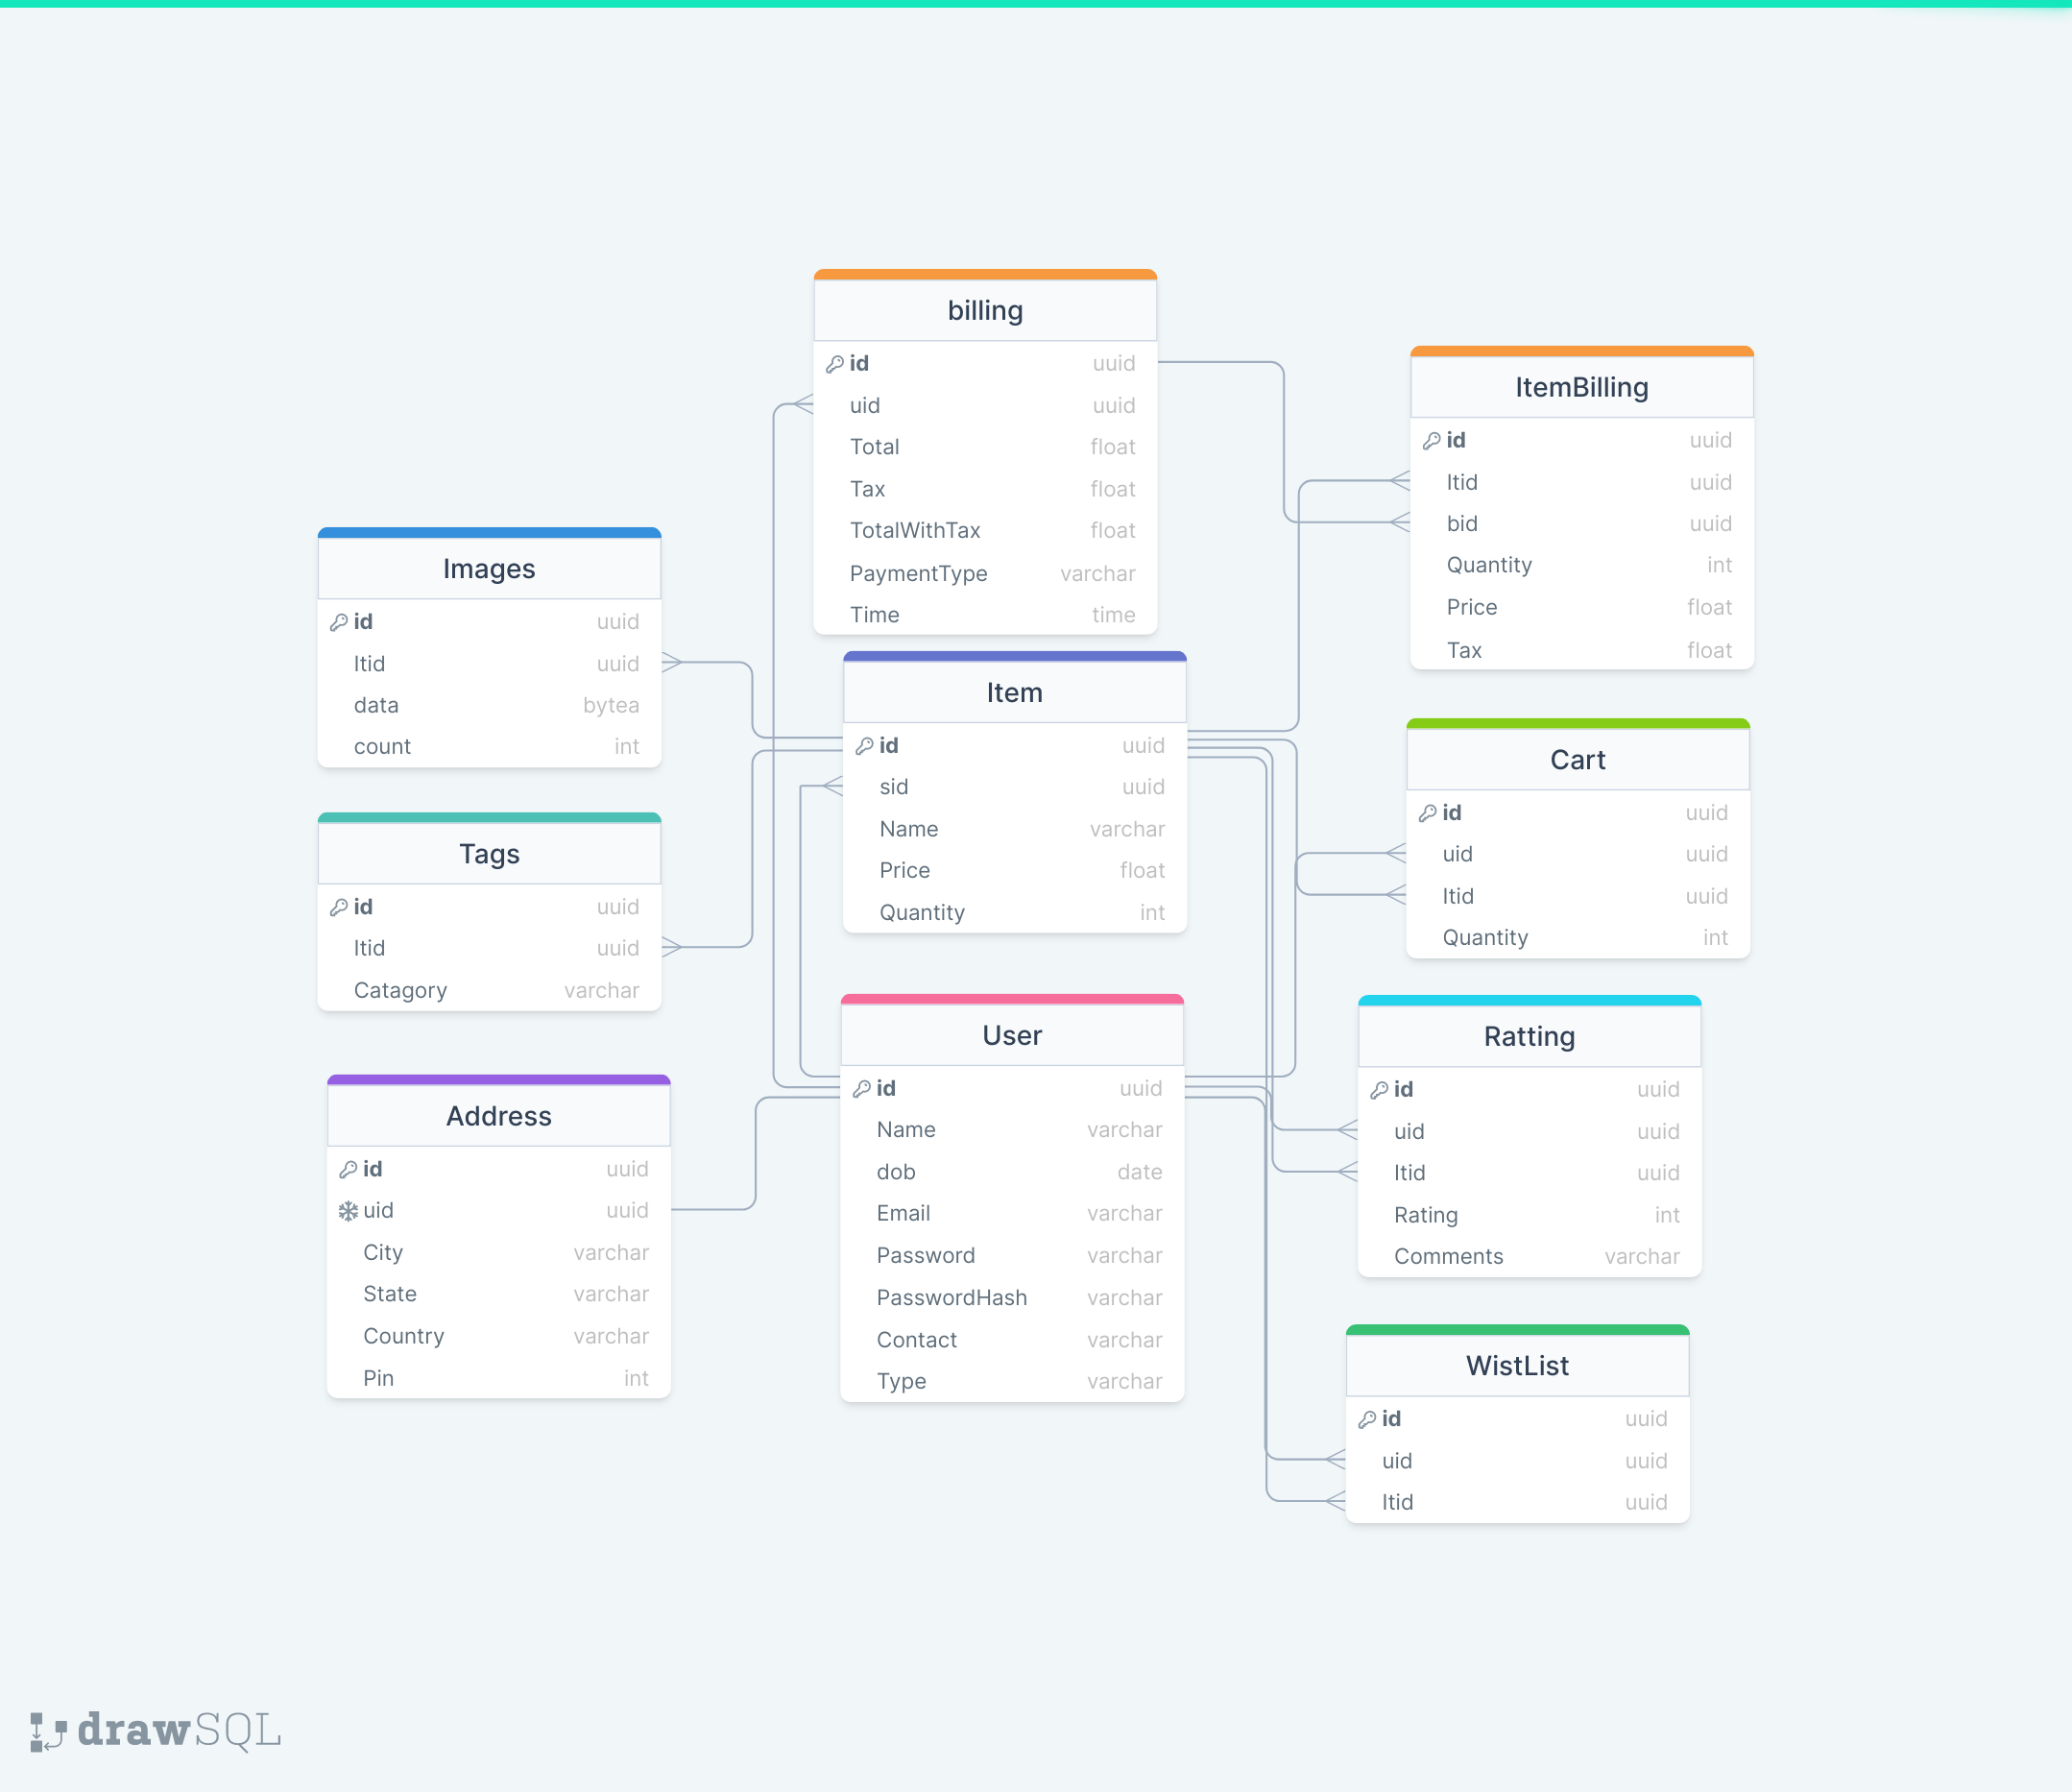 billing
id uuid
uid uuid
Total float
Tax float
TotalWithTax float
PaymentType varchar
Time time
ItemBilling
id uuid
Itid uuid
bid uuid
Quantity int
Price float
Tax float
Images
id uuid
Itid uuid
data bytea
count int
Item
id uuid
sid uuid
Name varchar
Price float
Quantity int
Cart
id uuid
uid uuid
Itid uuid
Quantity int
Tags
id uuid
Itid uuid
Catagory varchar
User
id uuid
Name varchar
dob date
Email varchar
Password varchar
PasswordHash varchar
Contact varchar
Type varchar
Ratting
id uuid
uid uuid
Itid uuid
Rating int
Comments varchar
Address
id uuid
uid uuid
City varchar
State varchar
Country varchar
Pin int
WistList
id uuid
uid uuid
Itid uuid
drawSQL